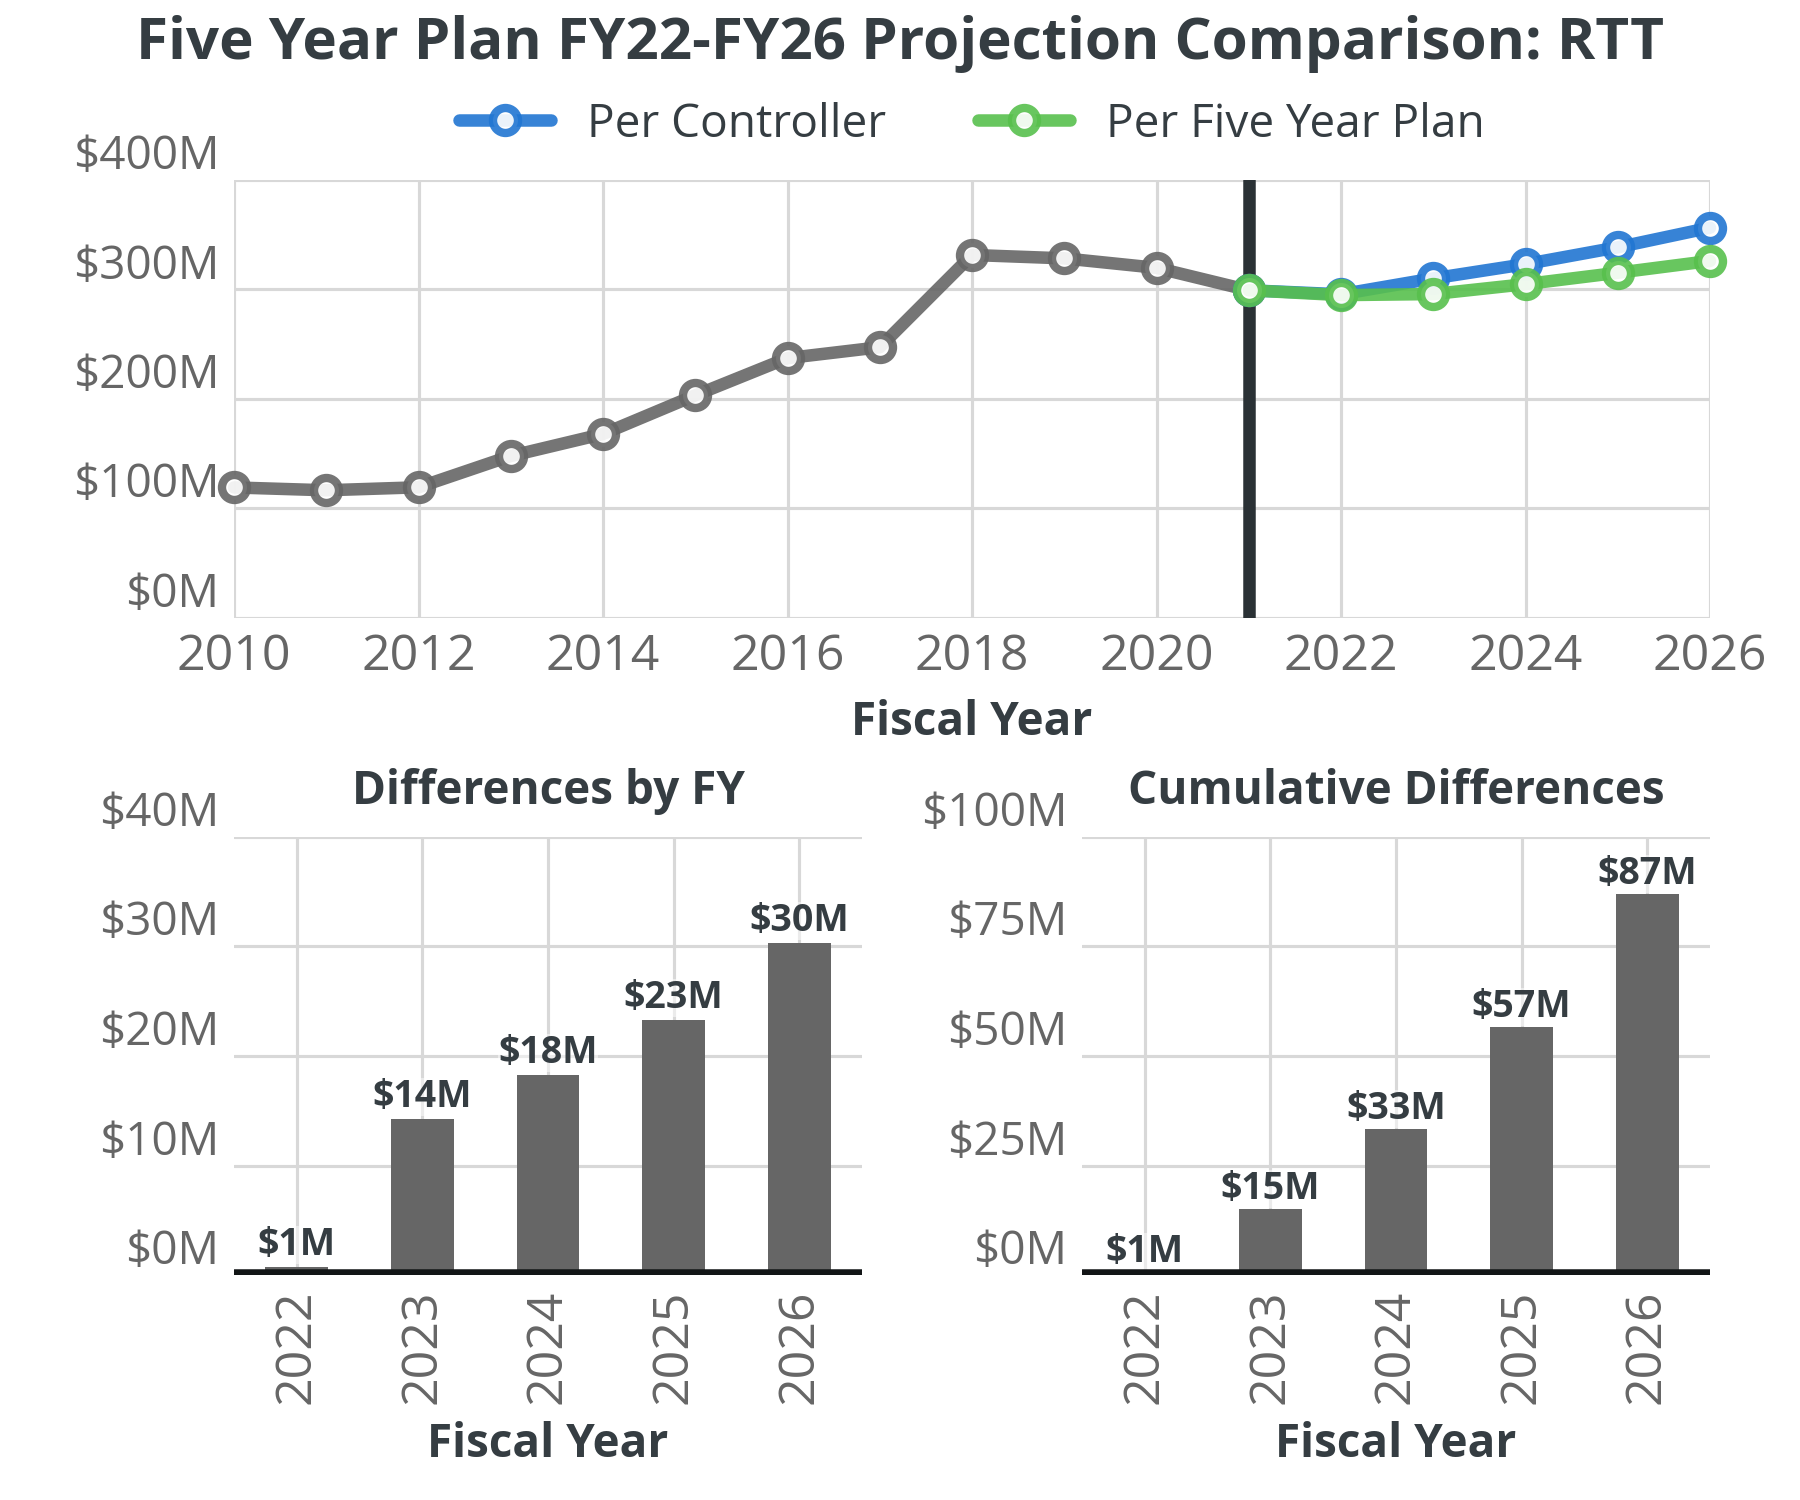 Five Year Plan FY22-FY26 Projection Comparison: RTT
Per Controller
Per Five Year Plan
$400M
$300M
$200M
$100M
$0M
2010
2012
2014
2016
2018
2020
2022
2024
2026
Fiscal Year
Differences by FY
$40M
$30M
$20M
$10M
$0M
$1M
$14M
$18M
$23M
$30M
2022
2023
2024
2025
2026
Fiscal Year
Cumulative Differences
$100M
$75M
$50M
$25M
$0M
$1M
$15M
$33M
$57M
$87M
2022
2023
2024
2025
2026
Fiscal Year